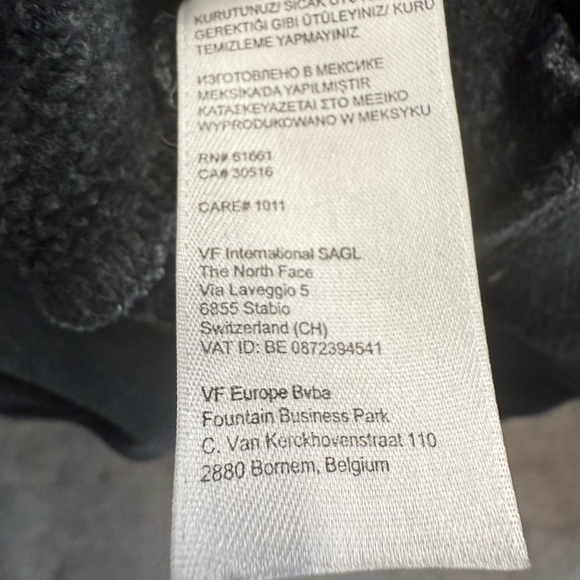 KURUTUNUZ/ SICAK
GEREKTİĞİ GİBİ ÜTÜLEYİNİZ/ KURU
TEMİZLEME YAPMAYINIZ
ИЗГОТОВЛЕНО В МЕКСИКЕ
MEKSİKA'DA YAPILMIŞTIR
ΚΑΤΑΣΚΕΥΑΖΕΤΑΙ ΣΤΟ ΜΕΞΙΚΟ
WYPRODUKOWANO W MEKSYKU
RN# 61661
CA# 30516
CARE# 1011
VF International SAGL
The North Face
Via Laveggio 5
6855 Stabio
Switzerland (CH)
VAT ID: BE 0872394541
VF Europe Bvba
Fountain Business Park
C. Van Kerckhovenstraat 110
2880 Bornem, Belgium